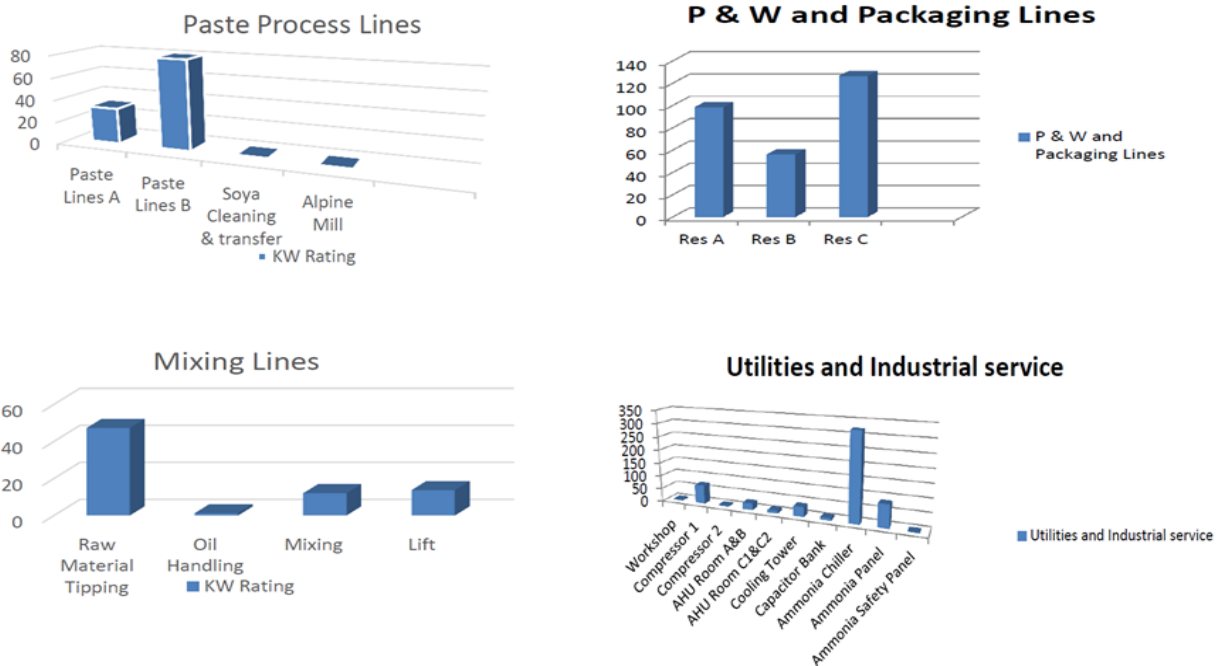 Paste Process Lines
80
60
40
20
0
Paste
Lines A
Paste
Lines B
Soya
Cleaning
& transfer
Alpine
Mill
KW Rating
P & W and Packaging Lines
140
120
100
80
60
40
20
0
Res A
Res B
Res C
P & W and
Packaging Lines
Mixing Lines
60
40
20
0
Raw
Material
Tipping
Oil
Handling
Mixing
Lift
KW Rating
Utilities and Industrial service
350
300
250
200
150
100
50
0
Workshop
Compressor 1
Compressor 2
AHU Room A&B
AHU Room C1&C2
Cooling Tower
Capacitor Bank
Ammonia Chiller
Ammonia Panel
Ammonia Safety Panel
Utilities and Industrial service